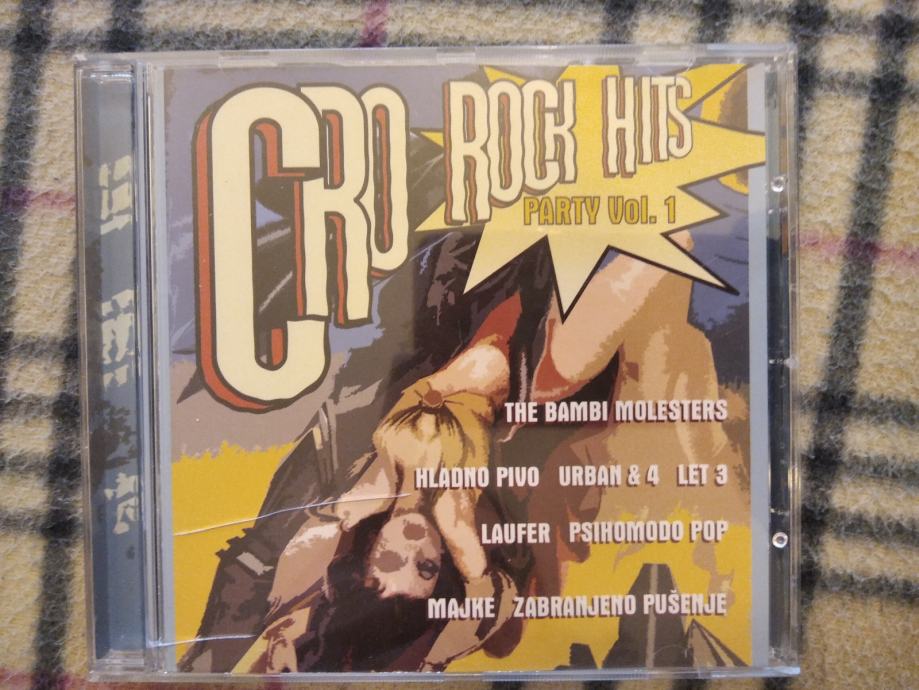 CRO ROCK HITS
PARTY Vol. 1
THE BAMBI MOLESTERS
HLADNO PIVO URBAN & 4 LET 3
LAUFER PSIHOMODO POP
MAJKE ZABRANJENO PUŠENJE